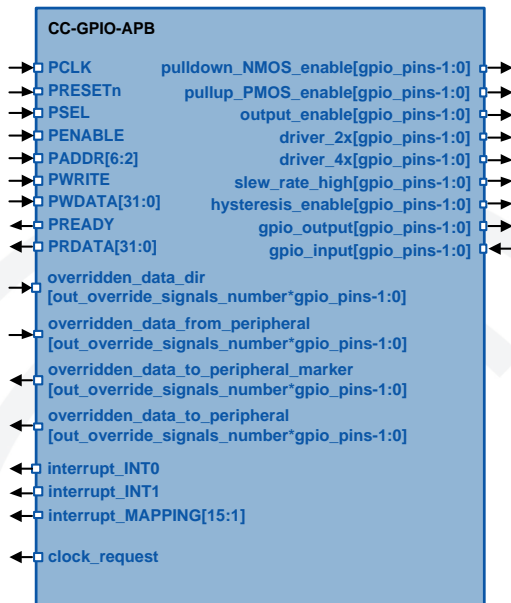 CC-GPIO-APB
PCLK pulldown_NMOS_enable[gpio_pins-1:0]
PRESETn pullup_PMOS_enable[gpio_pins-1:0]
PSEL output_enable[gpio_pins-1:0]
PENABLE driver_2x[gpio_pins-1:0]
PADDR[6:2] driver_4x[gpio_pins-1:0]
PWRITE slew_rate_high[gpio_pins-1:0]
PWDATA[31:0] hysteresis_enable[gpio_pins-1:0]
PREADY gpio_output[gpio_pins-1:0]
PRDATA[31:0] gpio_input[gpio_pins-1:0]
overridden_data_dir
[out_override_signals_number*gpio_pins-1:0]
overridden_data_from_peripheral
[out_override_signals_number*gpio_pins-1:0]
overridden_data_to_peripheral_marker
[out_override_signals_number*gpio_pins-1:0]
overridden_data_to_peripheral
[out_override_signals_number*gpio_pins-1:0]
interrupt_INT0
interrupt_INT1
interrupt_MAPPING[15:1]
clock_request